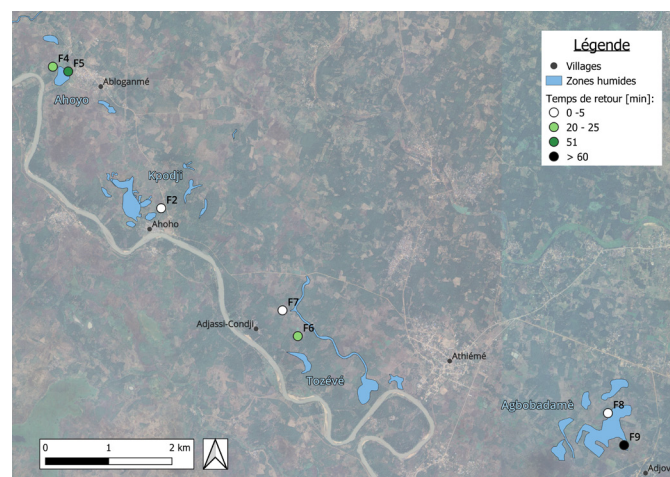 Légende
Villages
Zones humides
Temps de retour [min]:
0 -5
20 - 25
51
> 60
F4
F5
Abloganmé
Ahoyo
Kpodji
F2
Ahoho
F7
Adjassi-Condji
F6
Athiémé
Tozévé
Agbobadamè
F8
F9
Adjov
0 1 2 km